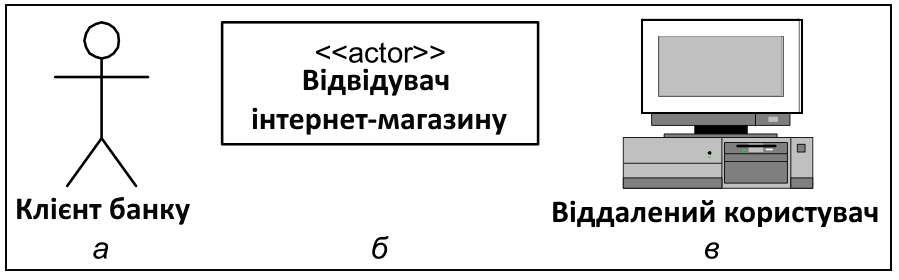 <<actor>>
Відвідувач
інтернет-магазину
Клієнт банку
Віддалений користувач
а
б
в